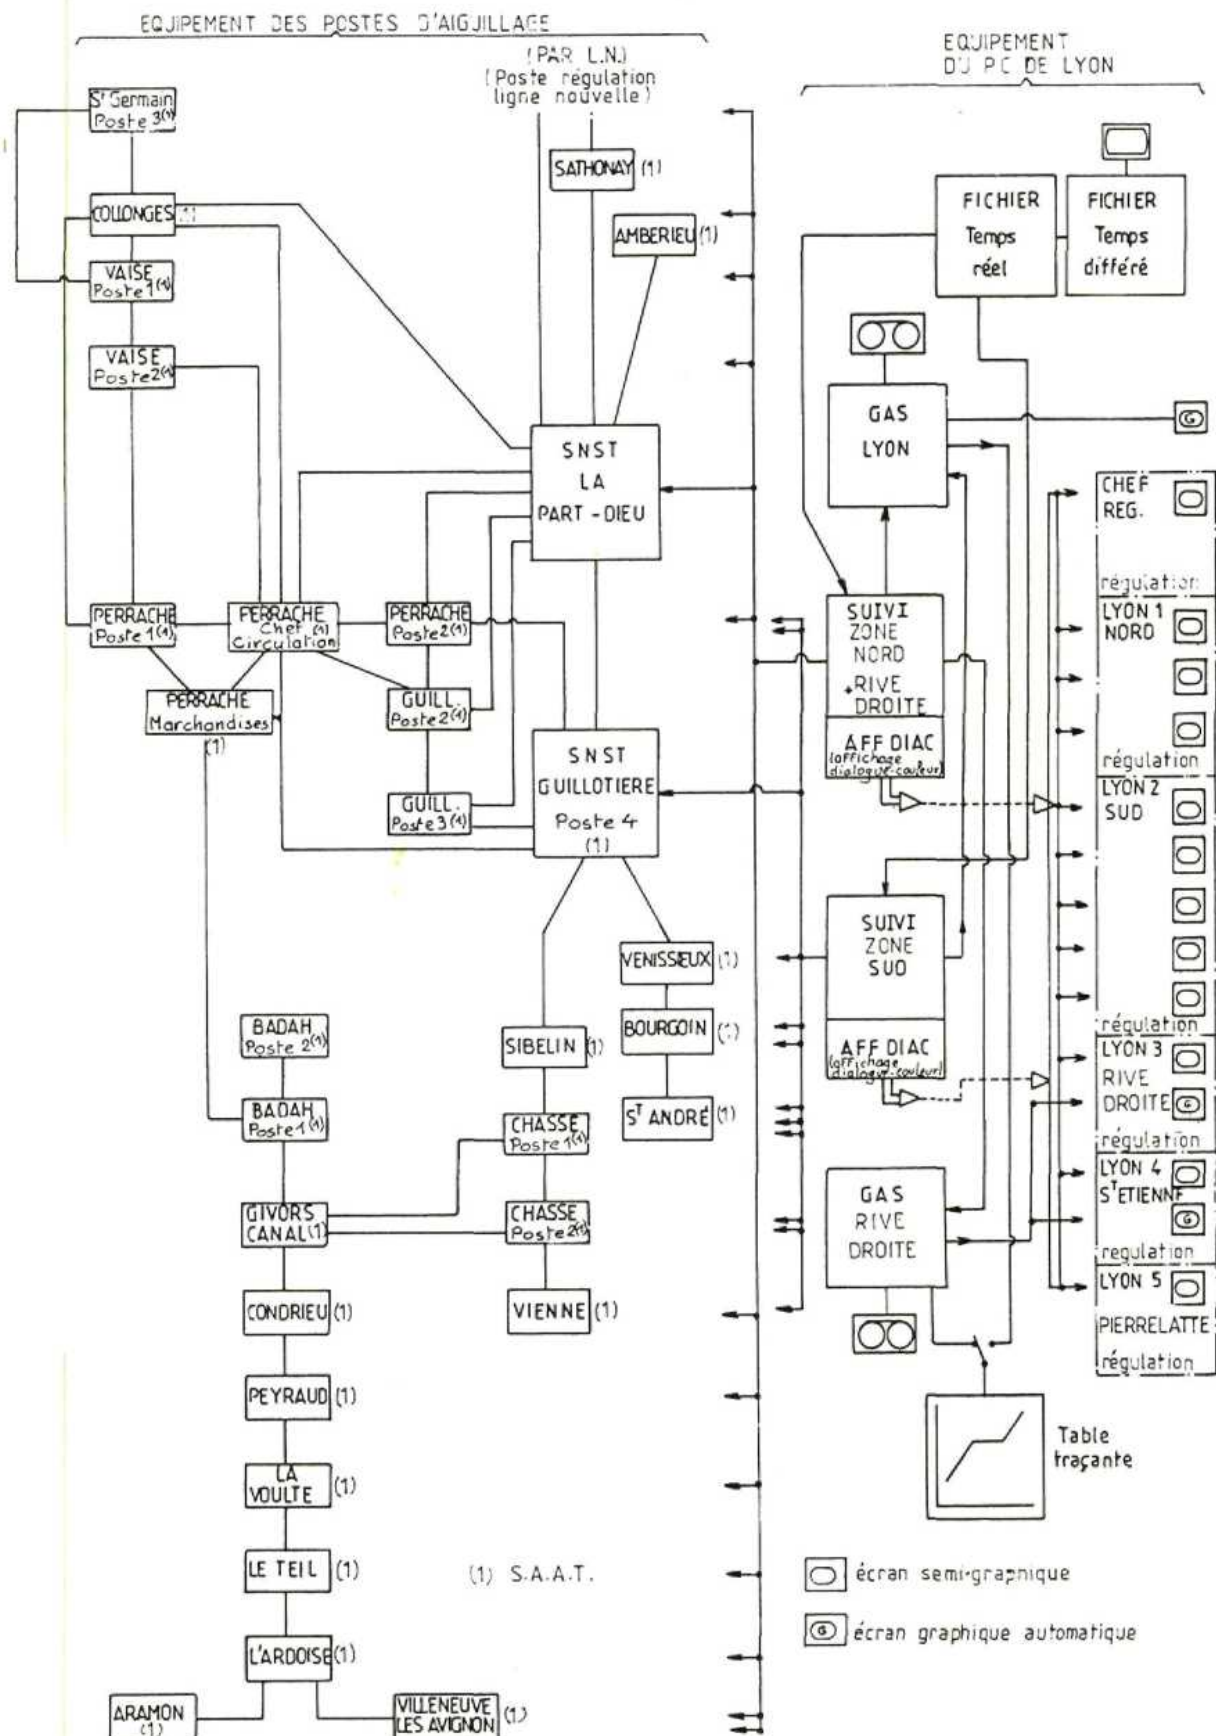 EQUIPEMENT DES POSTES D'AIGUILLAGE
(PAR L.N.)
(Poste régulation
ligne nouvelle)
EQUIPEMENT
DU PC DE LYON
St Germain
Poste 3(1)
SATHONAY (1)
COLLONGES (1)
AMBERIEU (1)
FICHIER
Temps
réel
FICHIER
Temps
différé
VAISE
Poste 1(1)
VAISE
Poste 2(1)
GAS
LYON
G
SNST
LA
PART-DIEU
CHEF
REG.
régulation
PERRACHE
Poste 1(1)
PERRACHE
Chef (1)
Circulation
PERRACHE
Poste 2(1)
SUIVI
ZONE
NORD
+RIVE
DROITE
LYON 1
NORD
régulation
PERRACHE
Marchandises
(1)
GUILL.
Poste 2(1)
AFF DIAC
(affichage
dialogue-couleur)
SNST
GUILLOTIERE
Poste 4
(1)
GUILL.
Poste 3(1)
LYON 2
SUD
régulation
SUIVI
ZONE
SUD
VENISSIEUX (1)
BADAH
Poste 2(1)
SIBELIN (1)
BOURGOIN (1)
AFF DIAC
(affichage
dialogue-couleur)
LYON 3
RIVE
DROITE G
régulation
BADAH
Poste 1(1)
CHASSE
Poste 1(1)
ST ANDRÉ (1)
GIVORS
CANAL(1)
CHASSE
Poste 2(1)
GAS
RIVE
DROITE
LYON 4
ST ETIENNE
G
regulation
CONDRIEU (1)
VIENNE (1)
LYON 5
PIERRELATTE
régulation
PEYRAUD (1)
LA
VOULTE (1)
Table
traçante
LE TEIL (1)
(1) S.A.A.T.
écran semi-graphique
L'ARDOISE (1)
G écran graphique automatique
ARAMON
(1)
VILLENEUVE
LES AVIGNON (1)